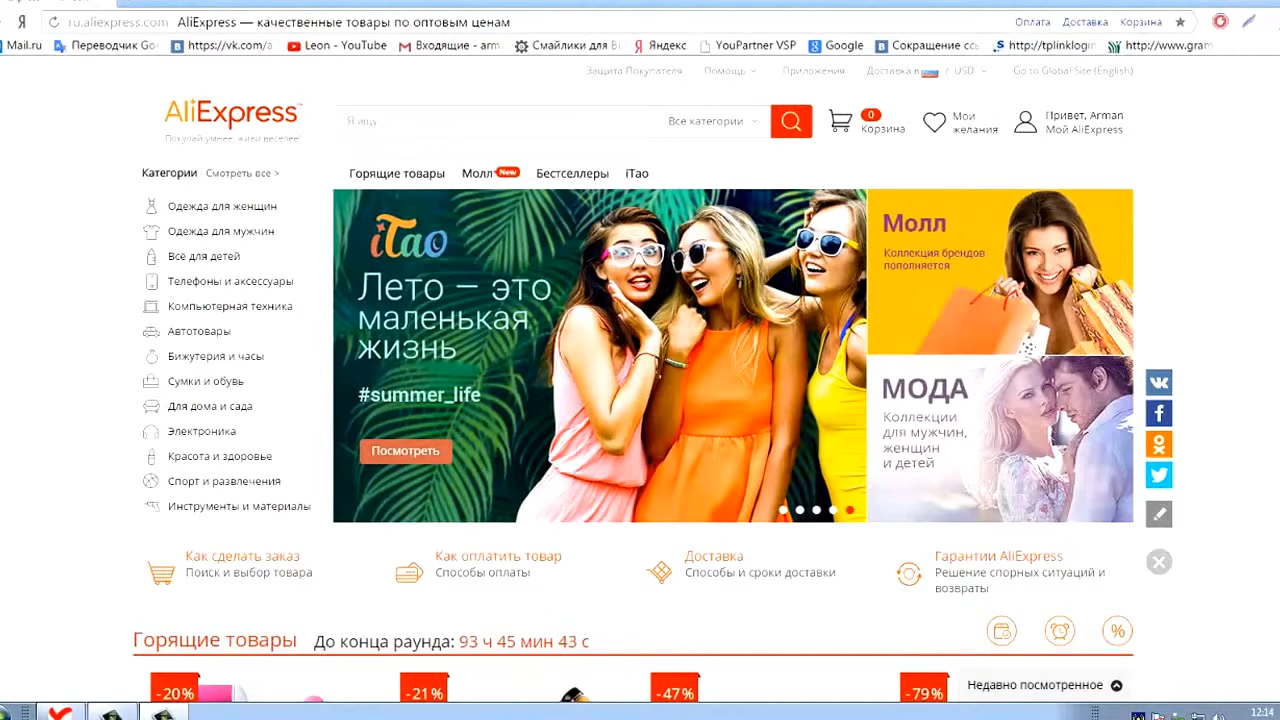 ru.aliexpress.com AliExpress — качественные товары по оптовым ценам Оплата Доставка Корзина
Mail.ru Переводчик Go https://vk.com/a Leon - YouTube Входящие - arm Смайлики для В Яндекс YouPartner VSP Google Сокращение ссы http://tplinklogin http://www.gram
Защита Покупателя Помощь Приложения Доставка в / USD Go to Global Site (English)
AliExpress
Покупай умнее, живи веселее!
Я ищу Все категории
0
Корзина
Мои желания
Привет, Arman
Мой AliExpress
Категории Смотреть все >
Горящие товары Молл New Бестселлеры iTao
Одежда для женщин
Одежда для мужчин
Всё для детей
Телефоны и аксессуары
Компьютерная техника
Автотовары
Бижутерия и часы
Сумки и обувь
Для дома и сада
Электроника
Красота и здоровье
Спорт и развлечения
Инструменты и материалы
iTao
Лето – это
маленькая
жизнь
#summer_life
Посмотреть
Молл
Коллекция брендов
пополняется
МОДА
Коллекции
для мужчин,
женщин
и детей
Как сделать заказ
Поиск и выбор товара
Как оплатить товар
Способы оплаты
Доставка
Способы и сроки доставки
Гарантии AliExpress
Решение спорных ситуаций и
возвраты
Горящие товары До конца раунда: 93 ч 45 мин 43 с
-20% -21% -47% -79%
Недавно посмотренное
12:14